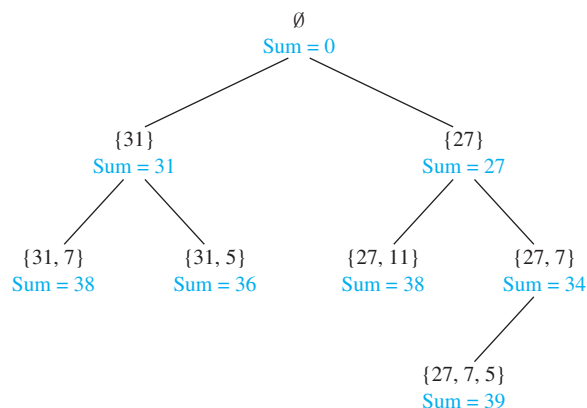 ∅
Sum = 0
{31}
Sum = 31
{27}
Sum = 27
{31, 7}
Sum = 38
{31, 5}
Sum = 36
{27, 11}
Sum = 38
{27, 7}
Sum = 34
{27, 7, 5}
Sum = 39